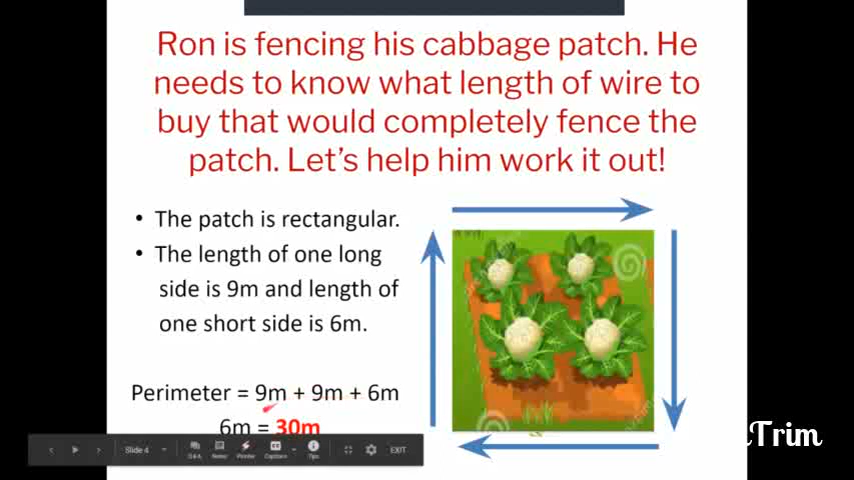 Ron is fencing his cabbage patch. He
needs to know what length of wire to
buy that would completely fence the
patch. Let's help him work it out!
• The patch is rectangular.
• The length of one long
side is 9m and length of
one short side is 6m.
Perimeter = 9m + 9m + 6m
6m = 30m
Slide 4
Q&A
Notes
Pointer
Captions
Tips
EXIT
Trim